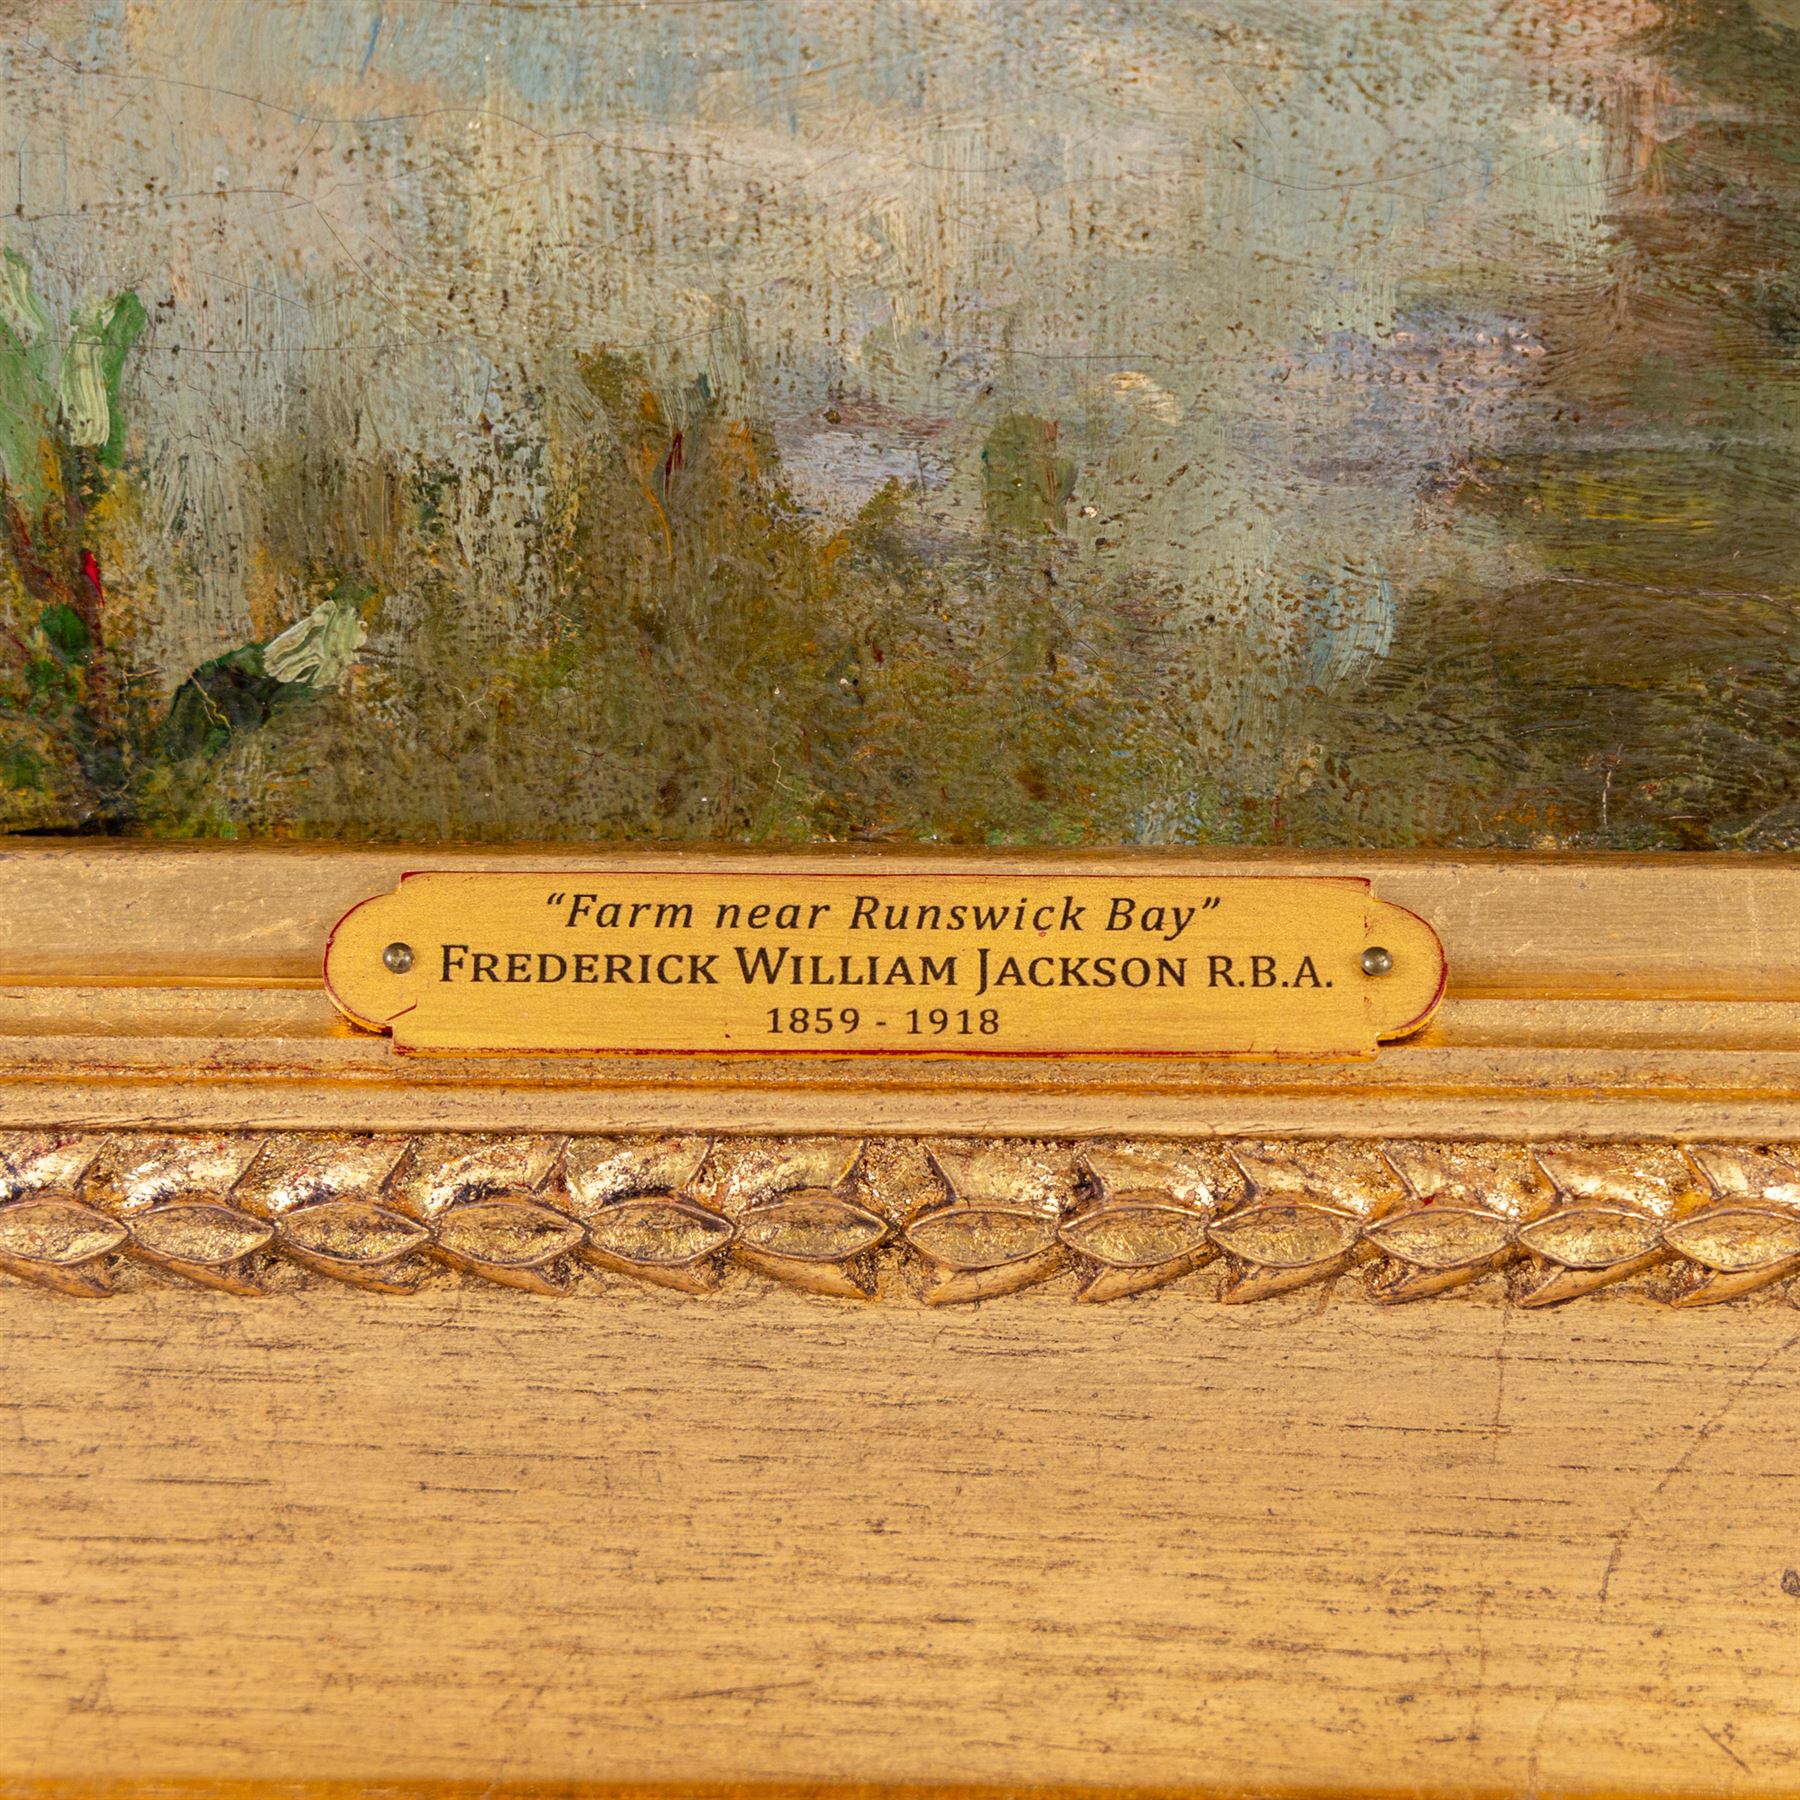 “Farm near Runswick Bay”
FREDERICK WILLIAM JACKSON R.B.A.
1859 - 1918